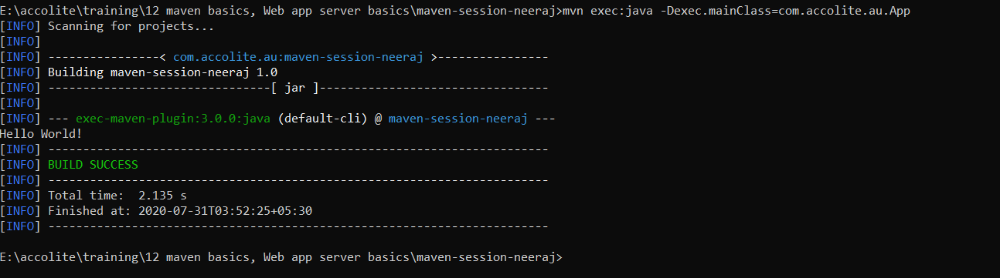 E:\accolite\training\12 maven basics, Web app server basics\maven-session-neeraj>mvn exec:java -Dexec.mainClass=com.accolite.au.App
[INFO] Scanning for projects...
[INFO]
[INFO] ----------------< com.accolite.au:maven-session-neeraj >----------------
[INFO] Building maven-session-neeraj 1.0
[INFO] --------------------------------[ jar ]---------------------------------
[INFO]
[INFO] --- exec-maven-plugin:3.0.0:java (default-cli) @ maven-session-neeraj ---
Hello World!
[INFO] ------------------------------------------------------------------------
[INFO] BUILD SUCCESS
[INFO] ------------------------------------------------------------------------
[INFO] Total time:  2.135 s
[INFO] Finished at: 2020-07-31T03:52:25+05:30
[INFO] ------------------------------------------------------------------------
E:\accolite\training\12 maven basics, Web app server basics\maven-session-neeraj>